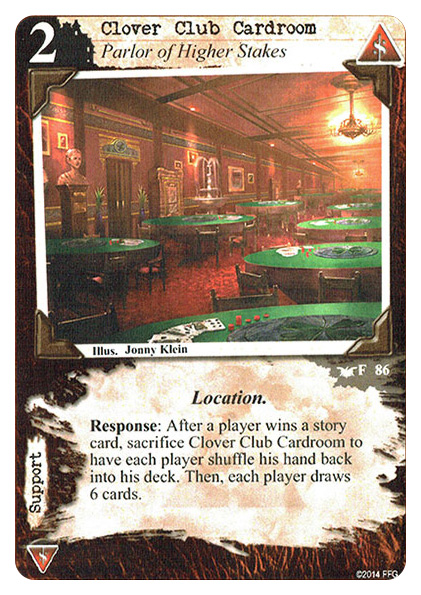 2
Clover Club Cardroom
Parlor of Higher Stakes
$
Illus. Jonny Klein
F 86
Location.
Response: After a player wins a story
card, sacrifice Clover Club Cardroom to
have each player shuffle his hand back
into his deck. Then, each player draws
6 cards.
Support
$
©2014 FFG